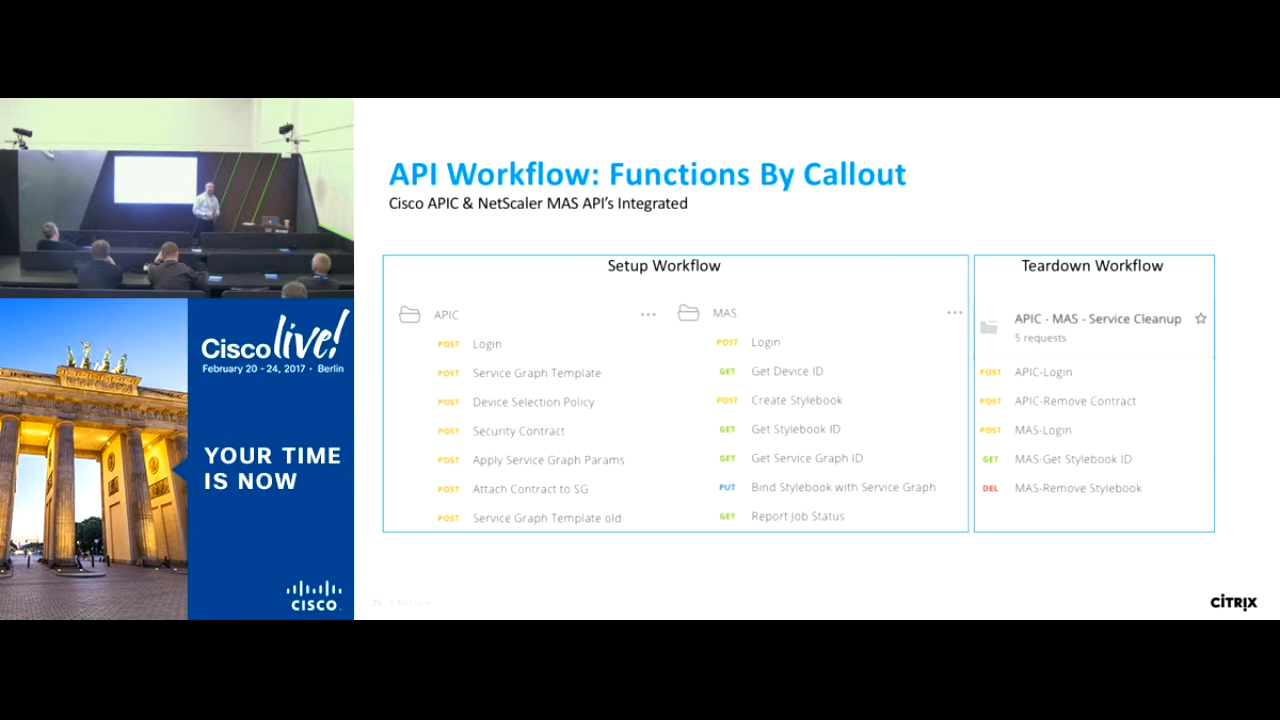 API Workflow: Functions By Callout
Cisco APIC & NetScaler MAS API's Integrated
Setup Workflow
APIC
POST Login
POST Service Graph Template
POST Device Selection Policy
POST Security Contract
POST Apply Service Graph Params
POST Attach Contract to SG
POST Service Graph Template old
MAS
POST Login
GET Get Device ID
POST Create Stylebook
GET Get Stylebook ID
GET Get Service Graph ID
PUT Bind Stylebook with Service Graph
GET Report Job Status
Teardown Workflow
APIC - MAS - Service Cleanup
5 requests
POST APIC-Login
POST APIC-Remove Contract
POST MAS-Login
GET MAS-Get Stylebook ID
DEL MAS-Remove Stylebook
Cisco live!
February 20 - 24, 2017 · Berlin
YOUR TIME
IS NOW
CISCO
CITRIX